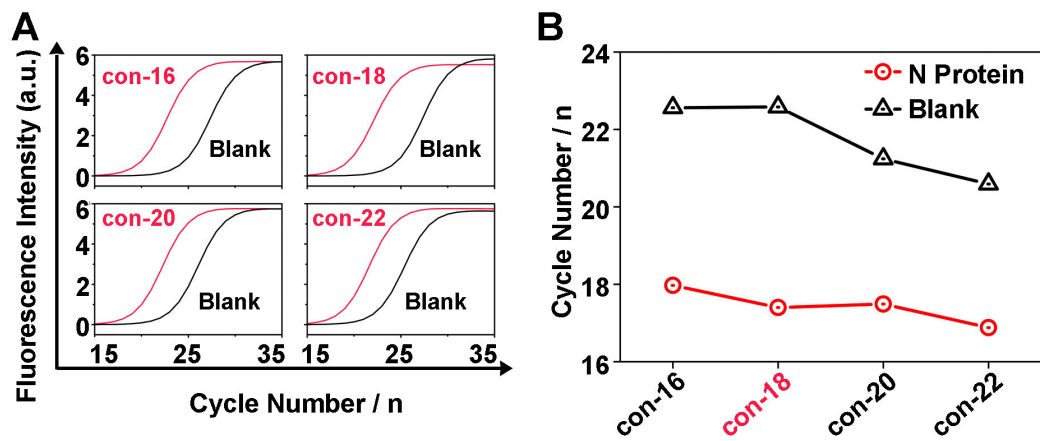 A
Fluorescence Intensity (a.u.)
6
4
2
0
con-16
Blank
con-18
Blank
6
4
2
0
con-20
Blank
con-22
Blank
15 25 35 15 25 35
Cycle Number / n
B
Cycle Number / n
24
22
20
18
16
N Protein
Blank
con-16
con-18
con-20
con-22